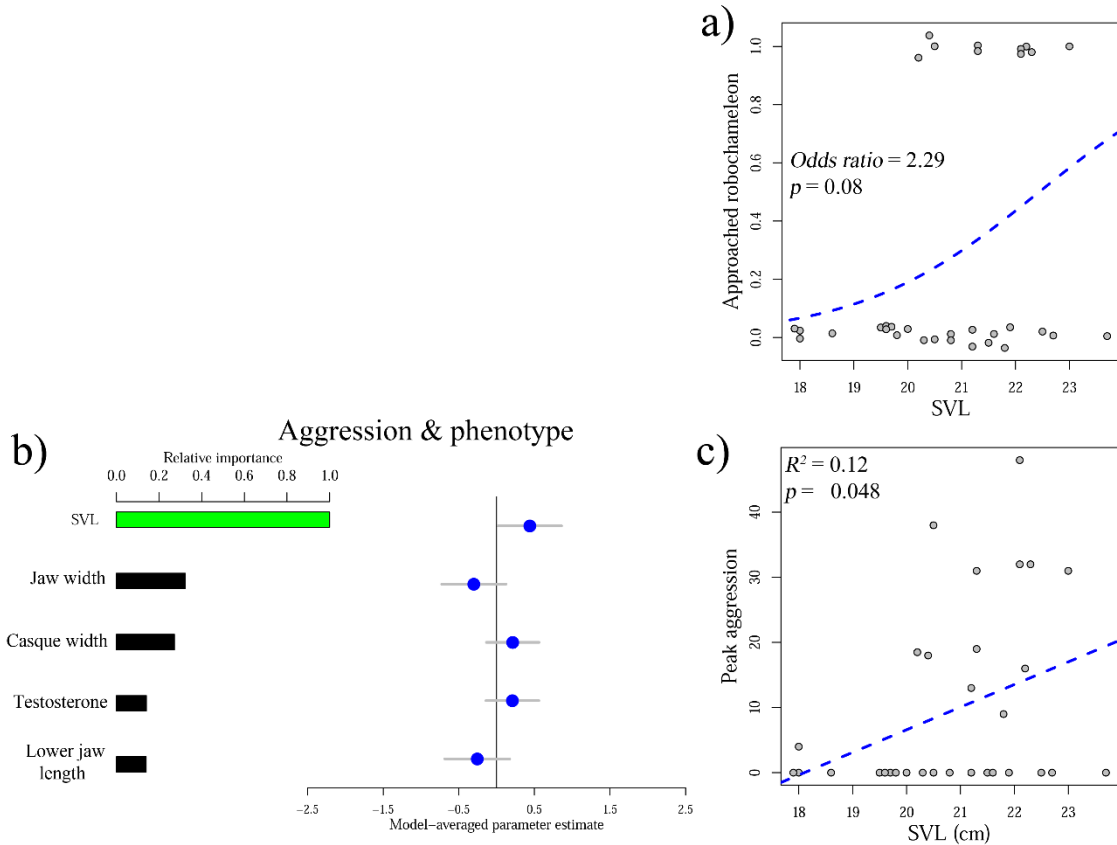 a)
Approached robochameleon
1.0
0.8
0.6
0.4
0.2
0.0
Odds ratio = 2.29
p = 0.08
18 19 20 21 22 23
SVL
b)
Aggression & phenotype
Relative importance
0.0 0.2 0.4 0.6 0.8 1.0
SVL
Jaw width
Casque width
Testosterone
Lower jaw
length
−2.5 −1.5 −0.5 0.5 1.5 2.5
Model−averaged parameter estimate
c)
R² = 0.12
p = 0.048
Peak aggression
40
30
20
10
0
18 19 20 21 22 23
SVL (cm)